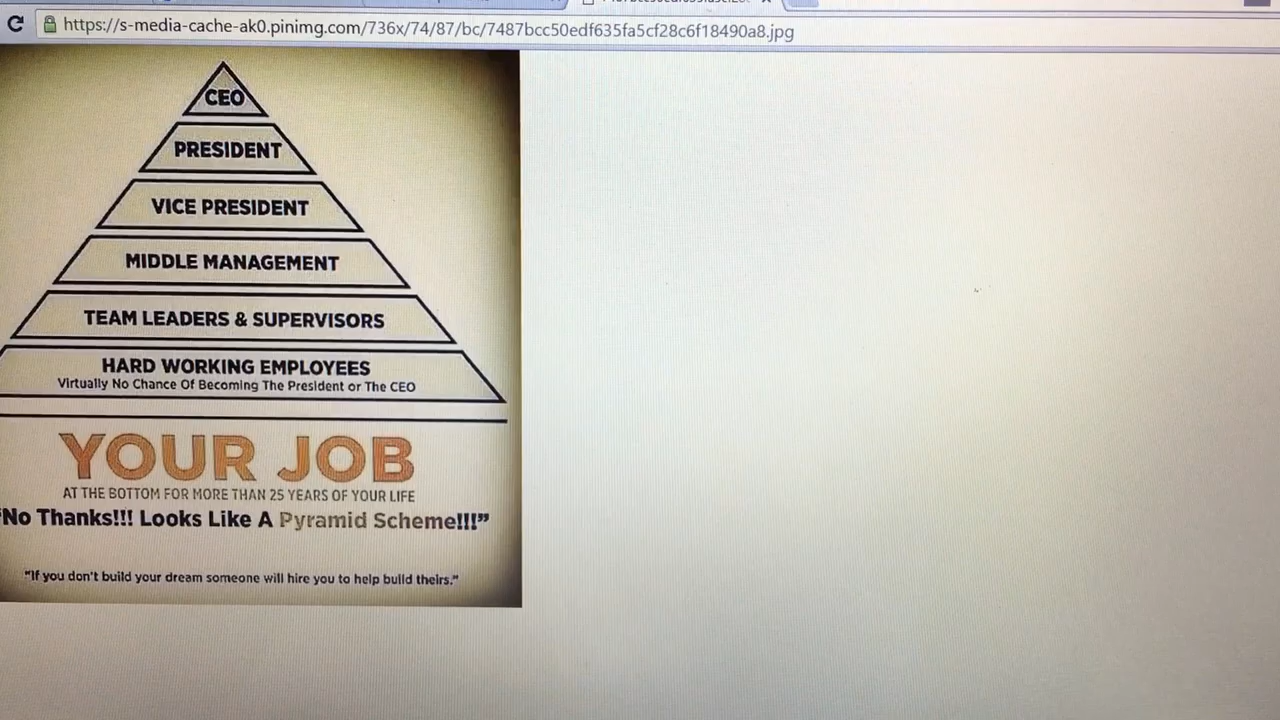 https://s-media-cache-ak0.pinimg.com/736x/74/87/bc/7487bcc50edf635fa5cf28c6f18490a8.jpg
CEO
PRESIDENT
VICE PRESIDENT
MIDDLE MANAGEMENT
TEAM LEADERS & SUPERVISORS
HARD WORKING EMPLOYEES
Virtually No Chance Of Becoming The President or The CEO
YOUR JOB
AT THE BOTTOM FOR MORE THAN 25 YEARS OF YOUR LIFE
"No Thanks!!! Looks Like A Pyramid Scheme!!!"
"If you don't build your dream someone will hire you to help build theirs."